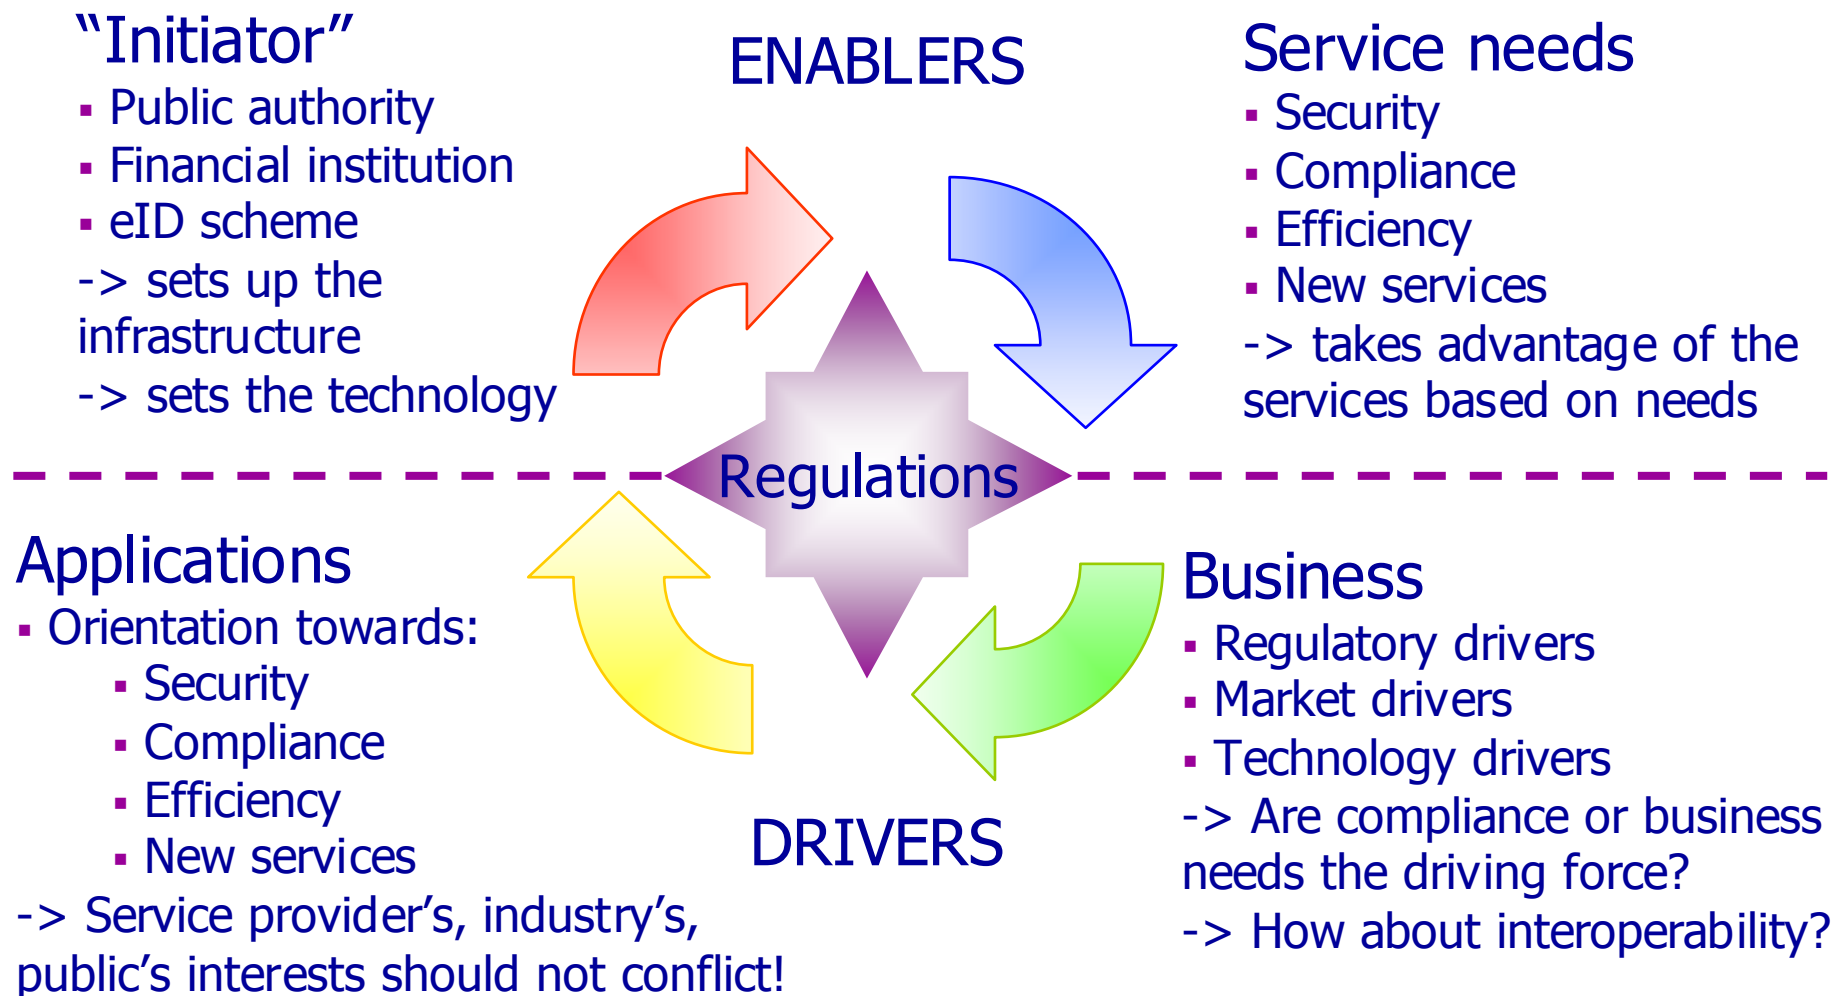 “Initiator”
▪ Public authority
▪ Financial institution
▪ eID scheme
-> sets up the
infrastructure
-> sets the technology
ENABLERS
Service needs
▪ Security
▪ Compliance
▪ Efficiency
▪ New services
-> takes advantage of the
services based on needs
Regulations
Applications
▪ Orientation towards:
▪ Security
▪ Compliance
▪ Efficiency
▪ New services
-> Service provider’s, industry’s,
public’s interests should not conflict!
DRIVERS
Business
▪ Regulatory drivers
▪ Market drivers
▪ Technology drivers
-> Are compliance or business
needs the driving force?
-> How about interoperability?